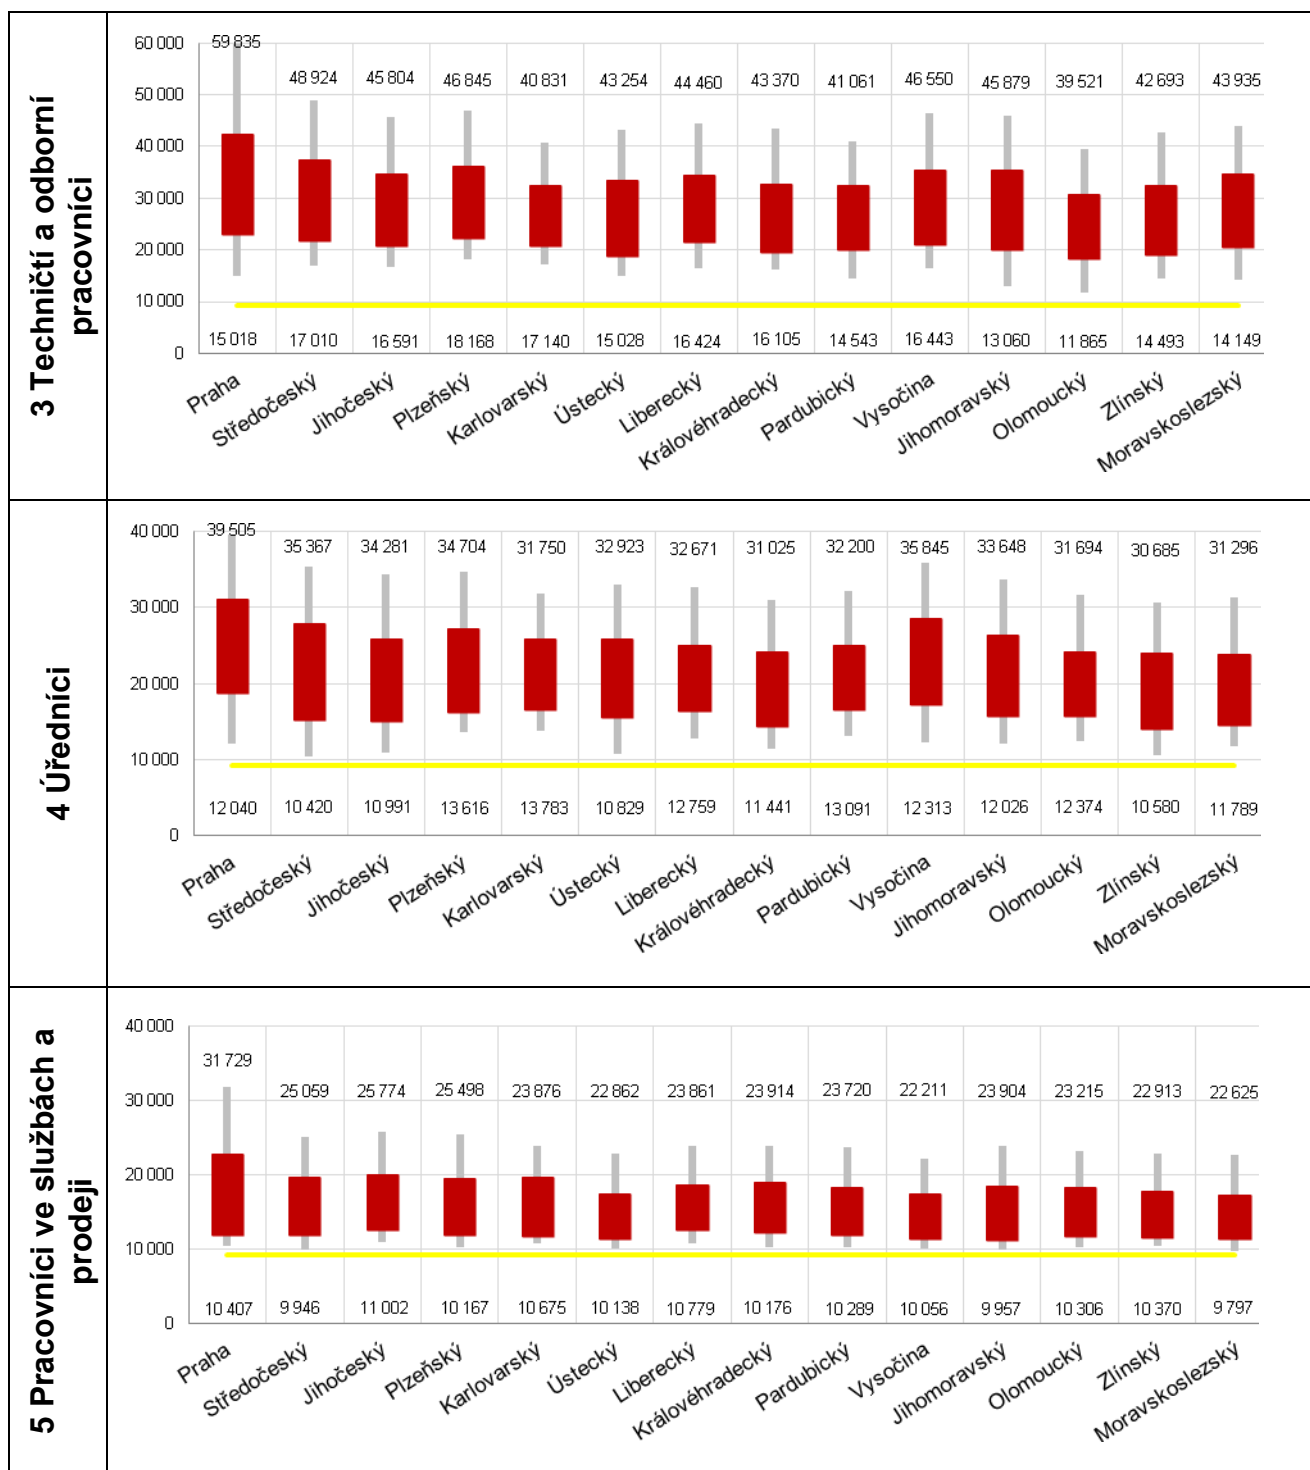 3 Techničtí a odborní
pracovníci
60 000
50 000
40 000
30 000
20 000
10 000
0
59 835
48 924
45 804
46 845
40 831
43 254
44 460
43 370
41 061
46 550
45 879
39 521
42 693
43 935
15 018
17 010
16 591
18 168
17 140
15 028
16 424
16 105
14 543
16 443
13 060
11 865
14 493
14 149
Praha
Středočeský
Jihočeský
Plzeňský
Karlovarský
Ústecký
Liberecký
Královéhradecký
Pardubický
Vysočina
Jihomoravský
Olomoucký
Zlínský
Moravskoslezský
4 Úředníci
40 000
30 000
20 000
10 000
0
39 505
35 367
34 281
34 704
31 750
32 923
32 671
31 025
32 200
35 845
33 648
31 694
30 685
31 296
12 040
10 420
10 991
13 616
13 783
10 829
12 759
11 441
13 091
12 313
12 026
12 374
10 580
11 789
Praha
Středočeský
Jihočeský
Plzeňský
Karlovarský
Ústecký
Liberecký
Královéhradecký
Pardubický
Vysočina
Jihomoravský
Olomoucký
Zlínský
Moravskoslezský
5 Pracovníci ve službách a
prodeji
40 000
30 000
20 000
10 000
0
31 729
25 059
25 774
25 498
23 876
22 862
23 861
23 914
23 720
22 211
23 904
23 215
22 913
22 625
10 407
9 946
11 002
10 167
10 675
10 138
10 779
10 176
10 289
10 056
9 957
10 306
10 370
9 797
Praha
Středočeský
Jihočeský
Plzeňský
Karlovarský
Ústecký
Liberecký
Královéhradecký
Pardubický
Vysočina
Jihomoravský
Olomoucký
Zlínský
Moravskoslezský